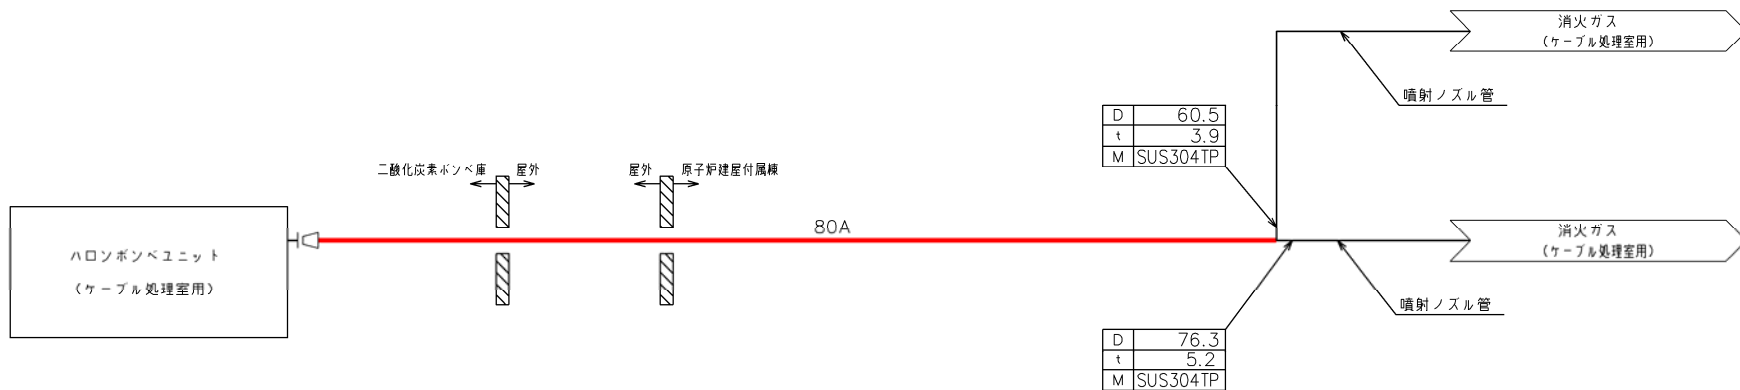 消火ガス
(ケーブル処理室用)
噴射ノズル管
D 60.5
t 3.9
M SUS304TP
二酸化炭素ボンベ庫 屋外
屋外 原子炉建屋付属棟
80A
消火ガス
(ケーブル処理室用)
ハロンボンベユニット
(ケーブル処理室用)
噴射ノズル管
D 76.3
t 5.2
M SUS304TP